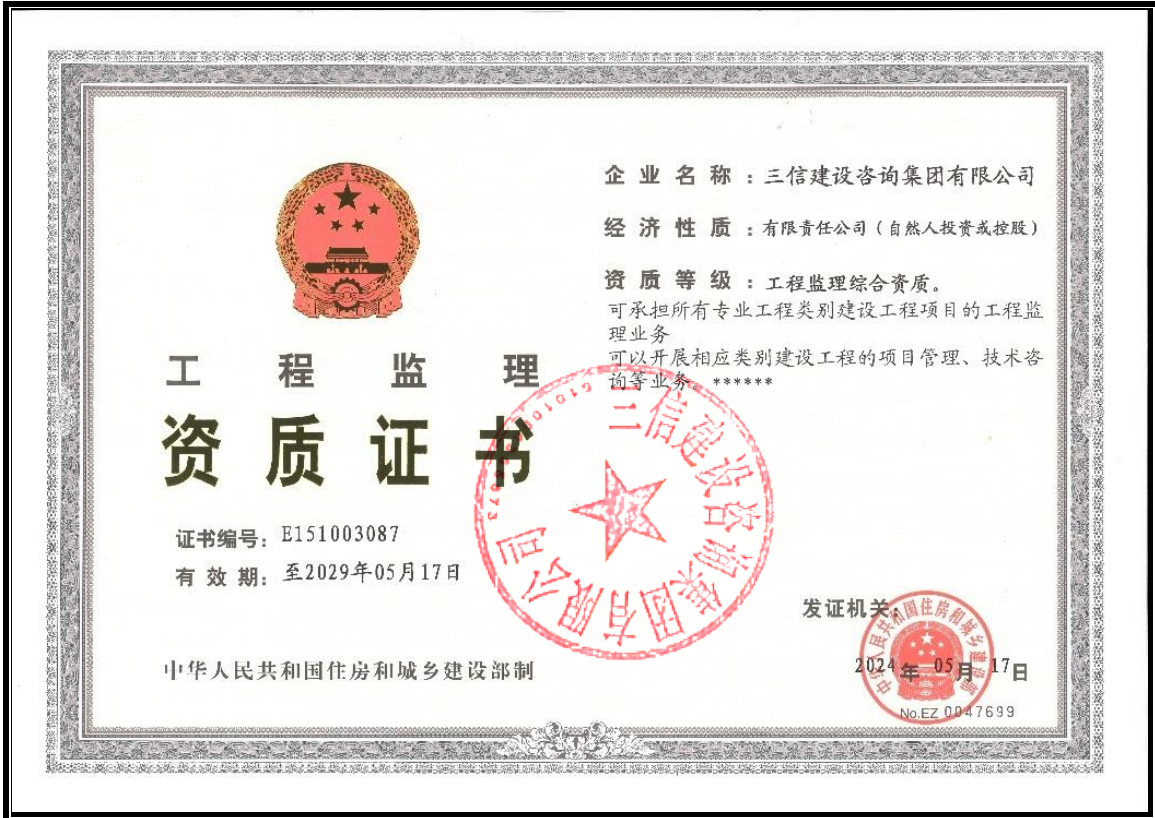 工程监理
资质证书
证书编号：E151003087
有效期：至2029年05月17日
中华人民共和国住房和城乡建设部制
企业名称：三信建设咨询集团有限公司
经济性质：有限责任公司（自然人投资或控股）
资质等级：工程监理综合资质。
可承担所有专业工程类别建设工程项目的工程监
理业务
可以开展相应类别建设工程的项目管理、技术咨
询等业务。******
三信建设咨询集团有限公司
发证机关：
中华人民共和国住房和城乡建设部
2024年05月17日
No.EZ 0047699